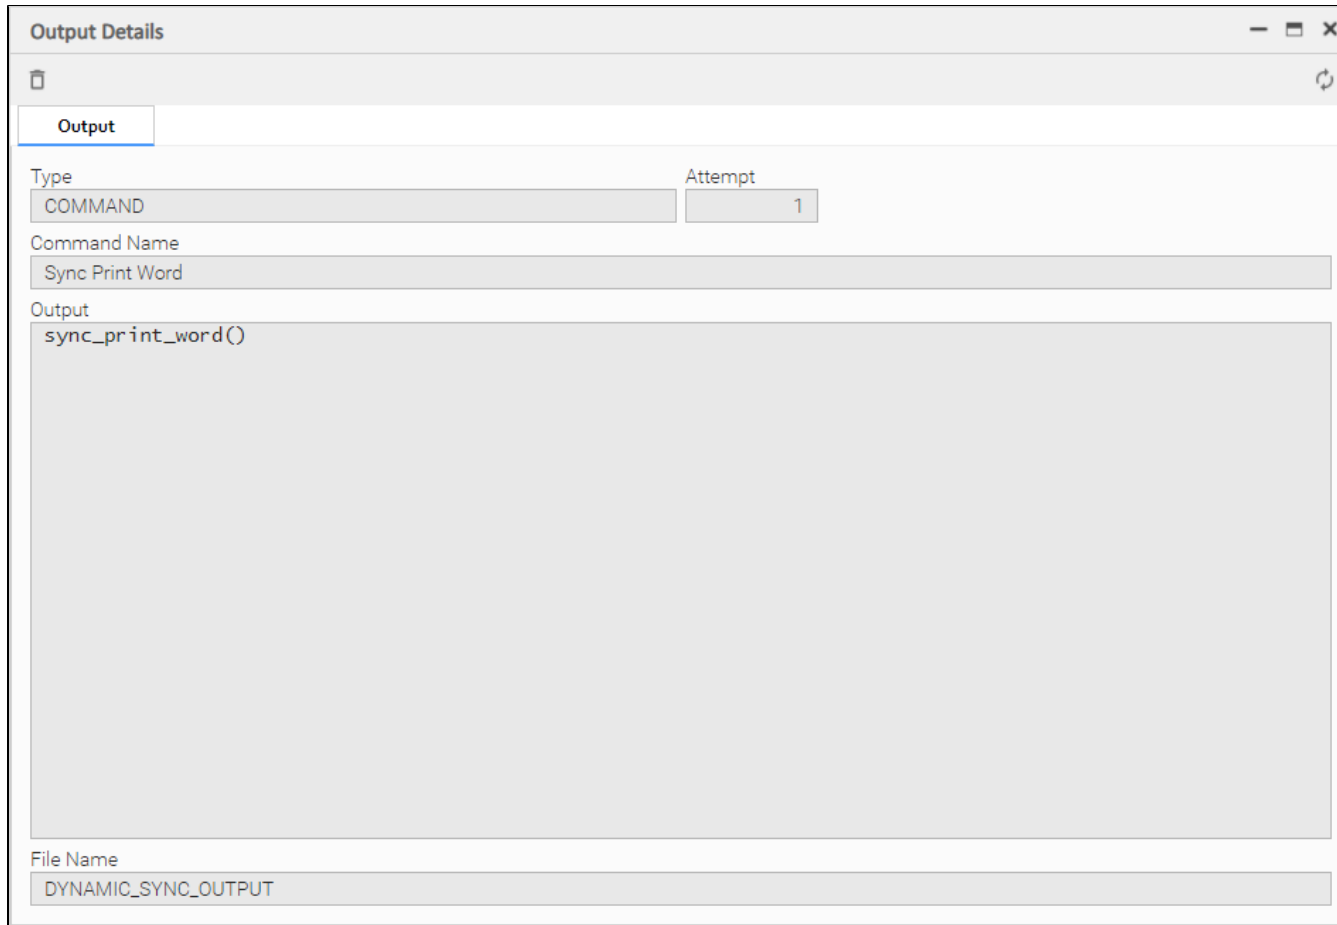 Output Details
Output
Type
Attempt
COMMAND
1
Command Name
Sync Print Word
Output
sync_print_word()
File Name
DYNAMIC_SYNC_OUTPUT